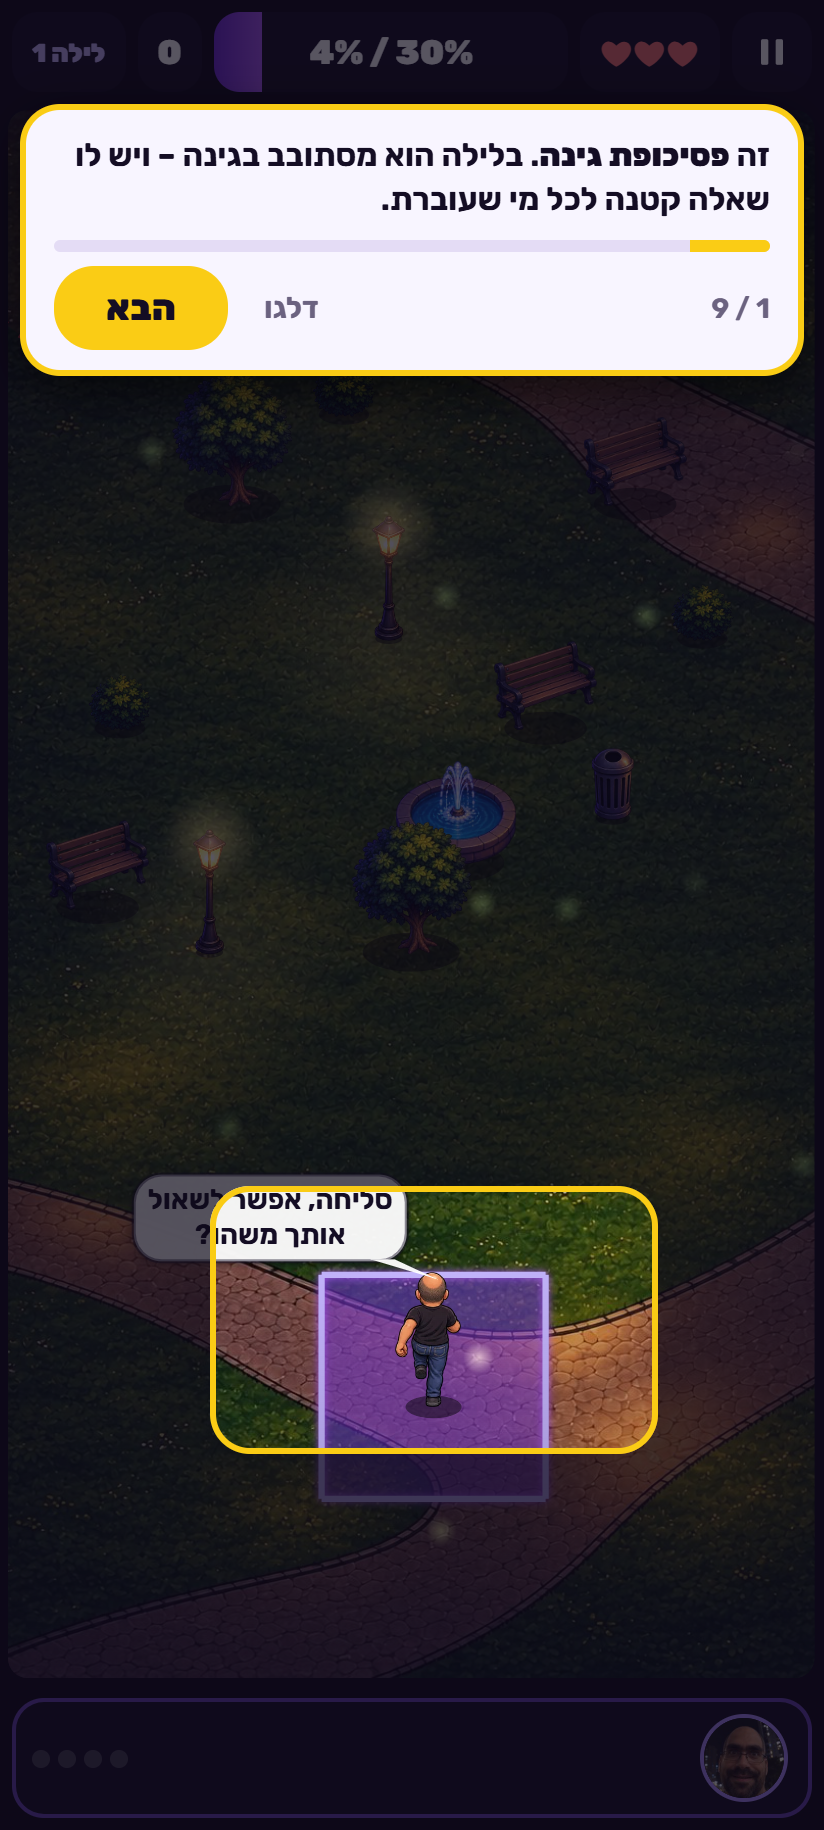 לילה 1
0
4% / 30%
זה פסיכופת גינה. בלילה הוא מסתובב בגינה – ויש לו
שאלה קטנה לכל מי שעוברת.
1 / 9
דלגו
הבא
סליחה, אפשר לשאול
אותך משהו?